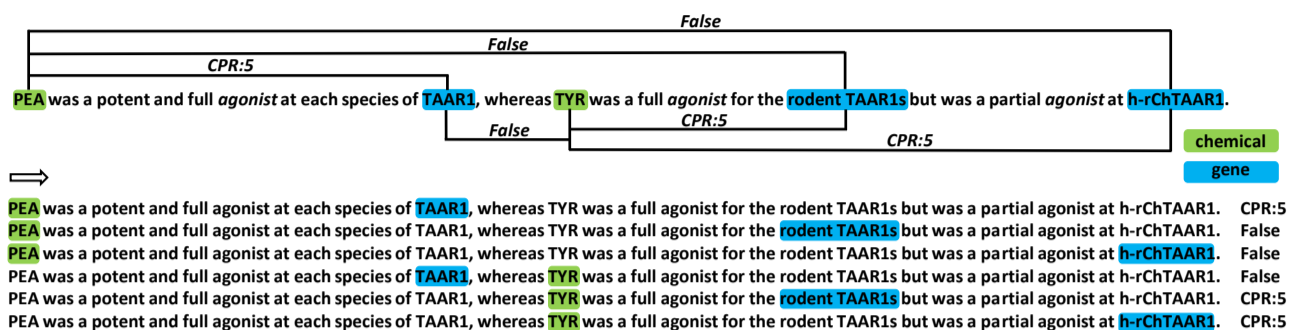 False
False
CPR:5
PEA was a potent and full agonist at each species of TAAR1, whereas TYR was a full agonist for the rodent TAAR1s but was a partial agonist at h-rChTAAR1.
CPR:5
False
CPR:5
chemical
gene
PEA was a potent and full agonist at each species of TAAR1, whereas TYR was a full agonist for the rodent TAAR1s but was a partial agonist at h-rChTAAR1. CPR:5
PEA was a potent and full agonist at each species of TAAR1, whereas TYR was a full agonist for the rodent TAAR1s but was a partial agonist at h-rChTAAR1. False
PEA was a potent and full agonist at each species of TAAR1, whereas TYR was a full agonist for the rodent TAAR1s but was a partial agonist at h-rChTAAR1. False
PEA was a potent and full agonist at each species of TAAR1, whereas TYR was a full agonist for the rodent TAAR1s but was a partial agonist at h-rChTAAR1. False
PEA was a potent and full agonist at each species of TAAR1, whereas TYR was a full agonist for the rodent TAAR1s but was a partial agonist at h-rChTAAR1. CPR:5
PEA was a potent and full agonist at each species of TAAR1, whereas TYR was a full agonist for the rodent TAAR1s but was a partial agonist at h-rChTAAR1. CPR:5